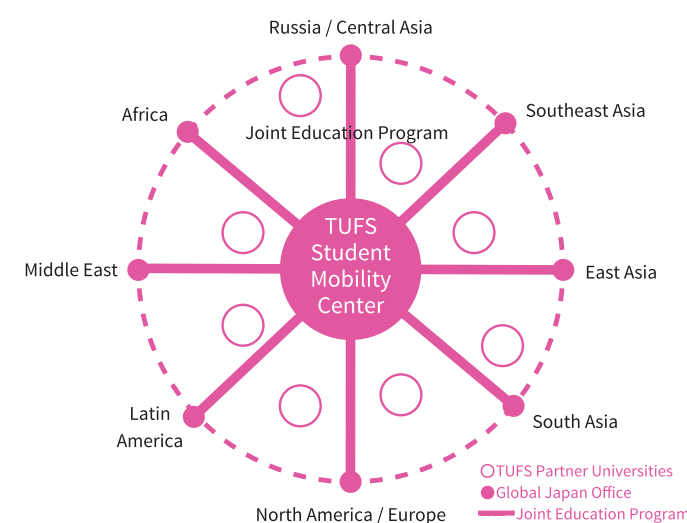 Russia / Central Asia
Africa
Southeast Asia
Joint Education Program
TUFS
Student
Mobility
Center
Middle East
East Asia
Latin
America
South Asia
TUFS Partner Universities
Global Japan Office
Joint Education Program
North America / Europe